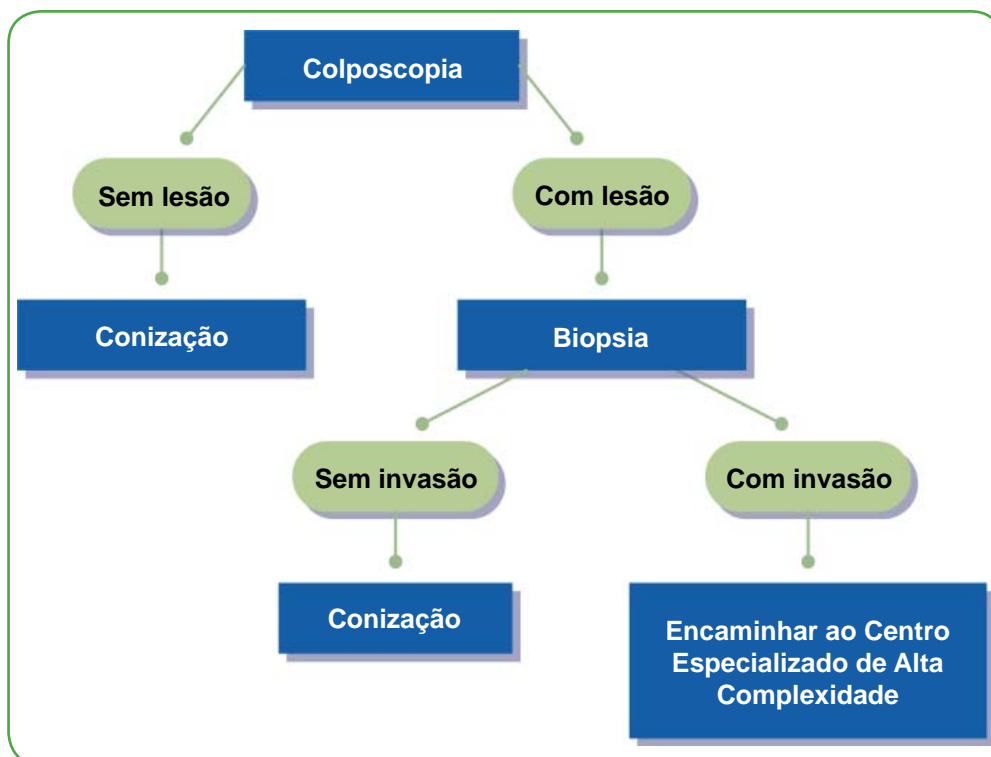 Colposcopia
Sem lesão
Com lesão
Conização
Biopsia
Sem invasão
Com invasão
Conização
Encaminhar ao Centro
Especializado de Alta
Complexidade